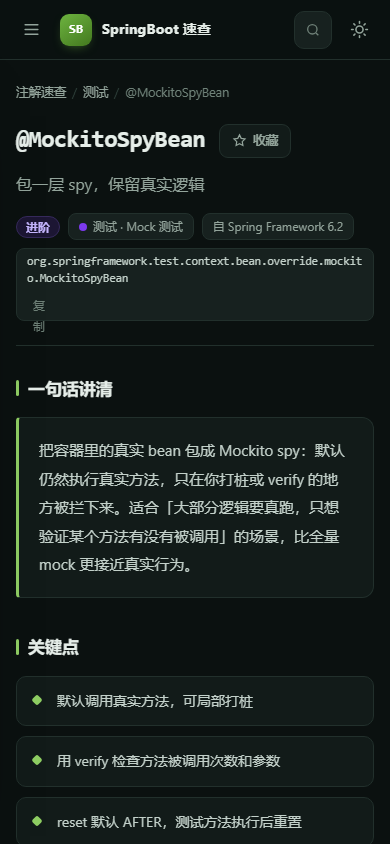 SB SpringBoot 速查
注解速查 / 测试 / @MockitoSpyBean
@MockitoSpyBean 收藏
包一层 spy，保留真实逻辑
进阶 测试 · Mock 测试 自 Spring Framework 6.2
org.springframework.test.context.bean.override.mockit
o.MockitoSpyBean
复
制
一句话讲清
把容器里的真实 bean 包成 Mockito spy：默认
仍然执行真实方法，只在你打桩或 verify 的地
方被拦下来。适合「大部分逻辑要真跑，只想
验证某个方法有没有被调用」的场景，比全量
mock 更接近真实行为。
关键点
默认调用真实方法，可局部打桩
用 verify 检查方法被调用次数和参数
reset 默认 AFTER，测试方法执行后重置